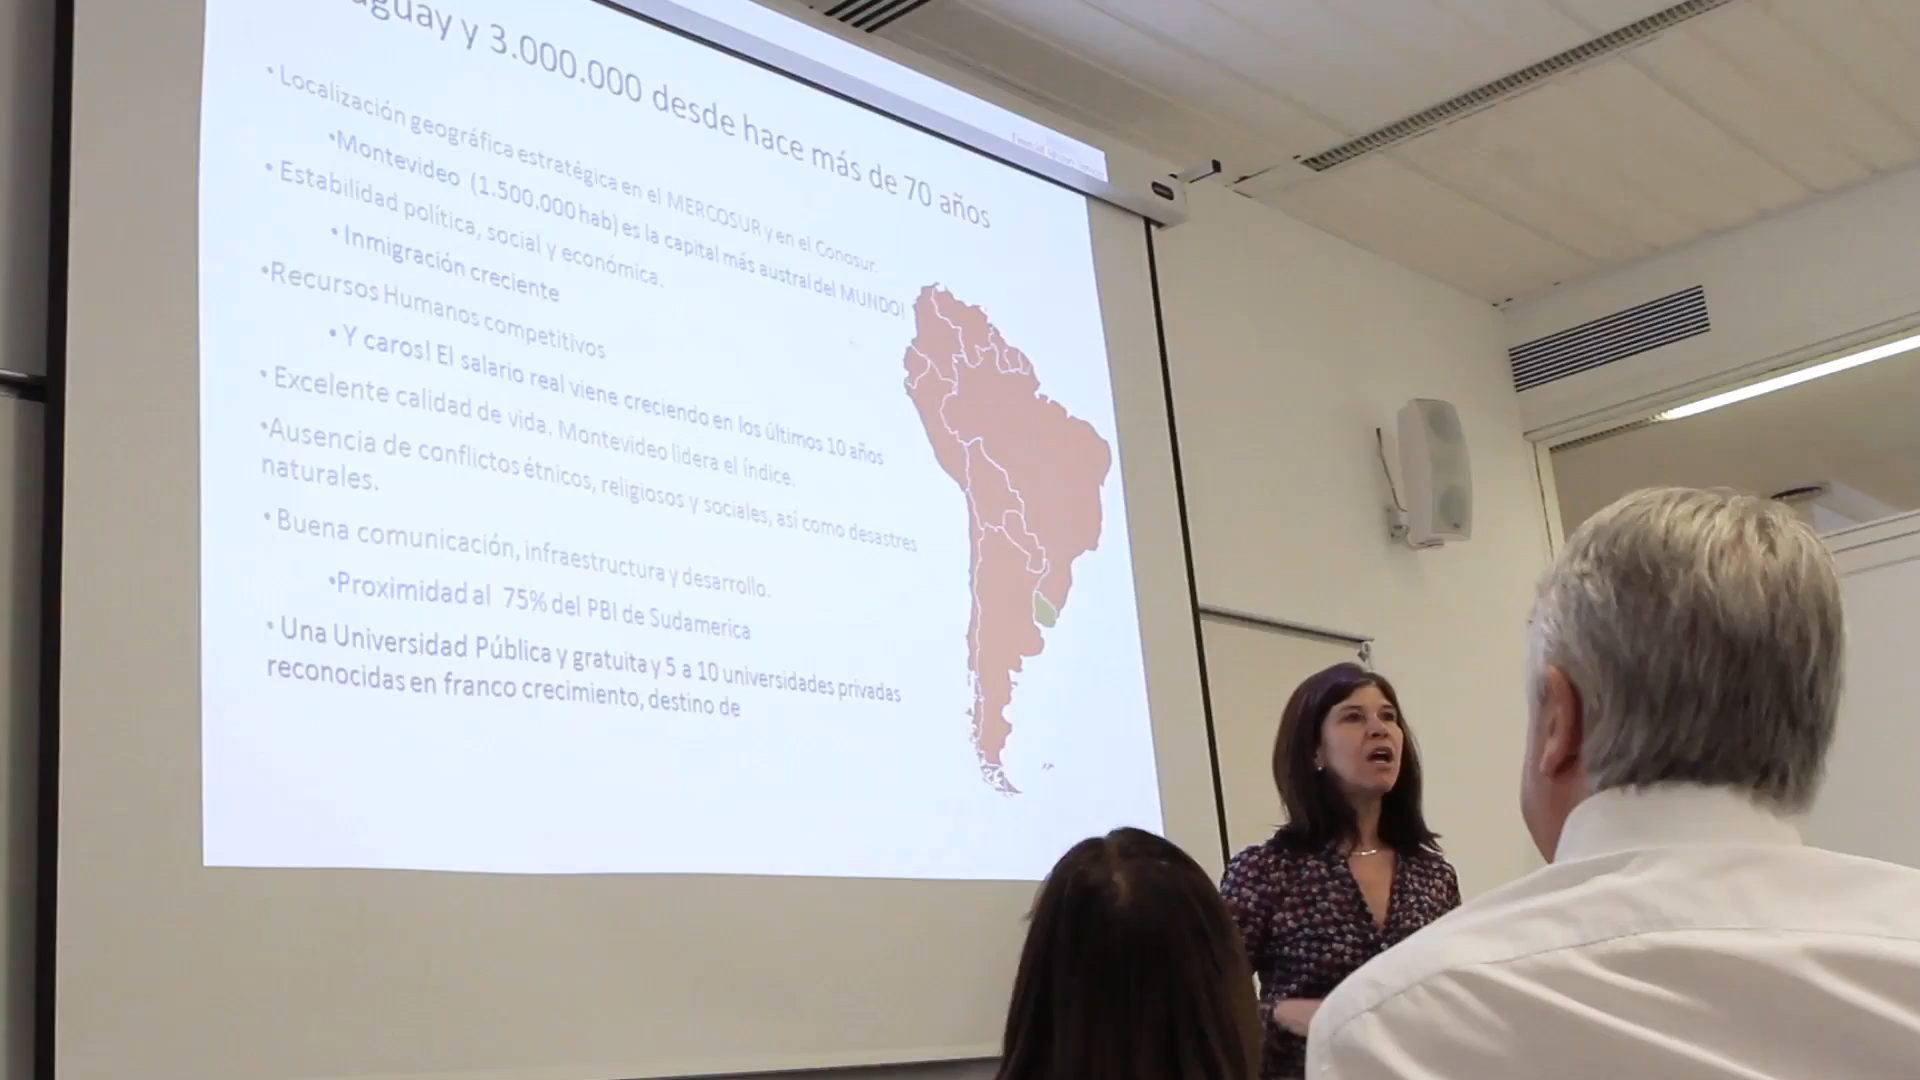 y 3.000.000 desde hace más de 70 años
• Localización geográfica estratégica en el MERCOSUR y en el Conosur.
•Montevideo (1.500.000 hab) es la capital más austral del MUNDO!
• Estabilidad política, social y económica.
• Inmigración creciente
•Recursos Humanos competitivos
• Y caros! El salario real viene creciendo en los últimos 10 años
• Excelente calidad de vida. Montevideo lidera el índice.
•Ausencia de conflictos étnicos, religiosos y sociales, así como desastres
naturales.
• Buena comunicación, infraestructura y desarrollo.
•Proximidad al 75% del PBI de Sudamerica
• Una Universidad Pública y gratuita y 5 a 10 universidades privadas
reconocidas en franco crecimiento, destino de